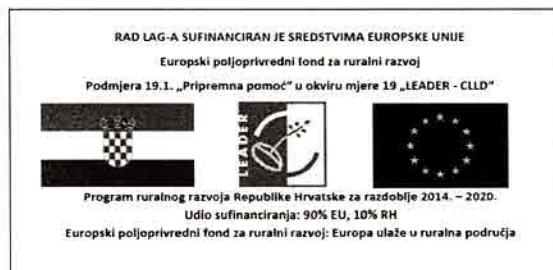 RAD LAG-A SUFINANCIRAN JE SREDSTVIMA EUROPSKE UNIJE
Europski poljoprivredni fond za ruralni razvoj
Podmjera 19.1. „Pripremna pomoć“ u okviru mjere 19 „LEADER - CLLD“
LEADER
Program ruralnog razvoja Republike Hrvatske za razdoblje 2014. – 2020.
Udio sufinanciranja: 90% EU, 10% RH
Europski poljoprivredni fond za ruralni razvoj: Europa ulaže u ruralna područja